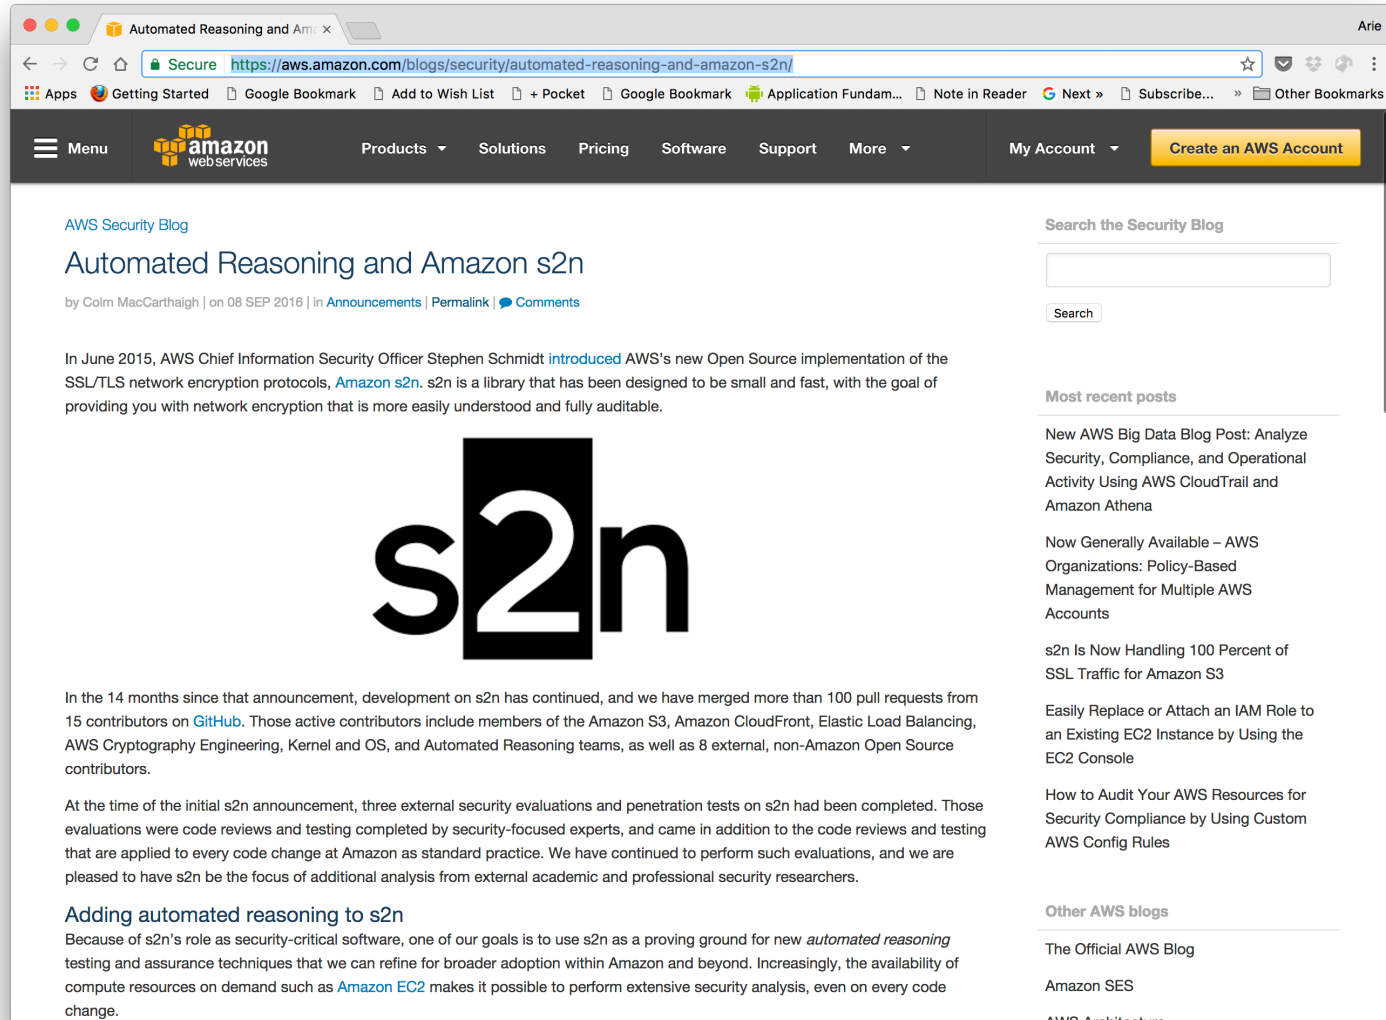 Automated Reasoning and Am
Arie
Secure https://aws.amazon.com/blogs/security/automated-reasoning-and-amazon-s2n/
Apps Getting Started Google Bookmark Add to Wish List + Pocket Google Bookmark Application Fundam... Note in Reader Next » Subscribe... » Other Bookmarks
Menu amazon Products Solutions Pricing Software Support More My Account Create an AWS Account
webservices
AWS Security Blog
Automated Reasoning and Amazon s2n
by Colm MacCarthaigh | on 08 SEP 2016 | in Announcements | Permalink | Comments
In June 2015, AWS Chief Information Security Officer Stephen Schmidt introduced AWS's new Open Source implementation of the
SSL/TLS network encryption protocols, Amazon s2n. s2n is a library that has been designed to be small and fast, with the goal of
providing you with network encryption that is more easily understood and fully auditable.
s2n
In the 14 months since that announcement, development on s2n has continued, and we have merged more than 100 pull requests from
15 contributors on GitHub. Those active contributors include members of the Amazon S3, Amazon CloudFront, Elastic Load Balancing,
AWS Cryptography Engineering, Kernel and OS, and Automated Reasoning teams, as well as 8 external, non-Amazon Open Source
contributors.
At the time of the initial s2n announcement, three external security evaluations and penetration tests on s2n had been completed. Those
evaluations were code reviews and testing completed by security-focused experts, and came in addition to the code reviews and testing
that are applied to every code change at Amazon as standard practice. We have continued to perform such evaluations, and we are
pleased to have s2n be the focus of additional analysis from external academic and professional security researchers.
Adding automated reasoning to s2n
Because of s2n's role as security-critical software, one of our goals is to use s2n as a proving ground for new automated reasoning
testing and assurance techniques that we can refine for broader adoption within Amazon and beyond. Increasingly, the availability of
compute resources on demand such as Amazon EC2 makes it possible to perform extensive security analysis, even on every code
change.
Search the Security Blog
Search
Most recent posts
New AWS Big Data Blog Post: Analyze
Security, Compliance, and Operational
Activity Using AWS CloudTrail and
Amazon Athena
Now Generally Available – AWS
Organizations: Policy-Based
Management for Multiple AWS
Accounts
s2n Is Now Handling 100 Percent of
SSL Traffic for Amazon S3
Easily Replace or Attach an IAM Role to
an Existing EC2 Instance by Using the
EC2 Console
How to Audit Your AWS Resources for
Security Compliance by Using Custom
AWS Config Rules
Other AWS blogs
The Official AWS Blog
Amazon SES
AWS Architecture